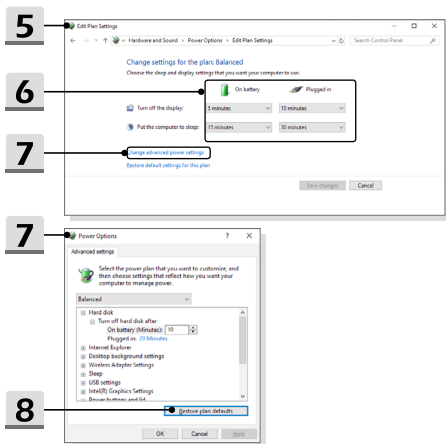 5
Edit Plan Settings
« Hardware and Sound › Power Options › Edit Plan Settings
Search Control Panel
Change settings for the plan: Balanced
Choose the sleep and display settings that you want your computer to use.
6
On battery
Plugged in
Turn off the display:
5 minutes
10 minutes
Put the computer to sleep:
15 minutes
30 minutes
7
Change advanced power settings
Restore default settings for this plan
Save changes
Cancel
7
Power Options
?
Advanced settings
Select the power plan that you want to customize, and
then choose settings that reflect how you want your
computer to manage power.
Balanced
Hard disk
Turn off hard disk after
On battery (Minutes): 10
Plugged in: 20 Minutes
Internet Explorer
Desktop background settings
Wireless Adapter Settings
Sleep
USB settings
Intel(R) Graphics Settings
Power buttons and lid
8
Restore plan defaults
OK
Cancel
Apply